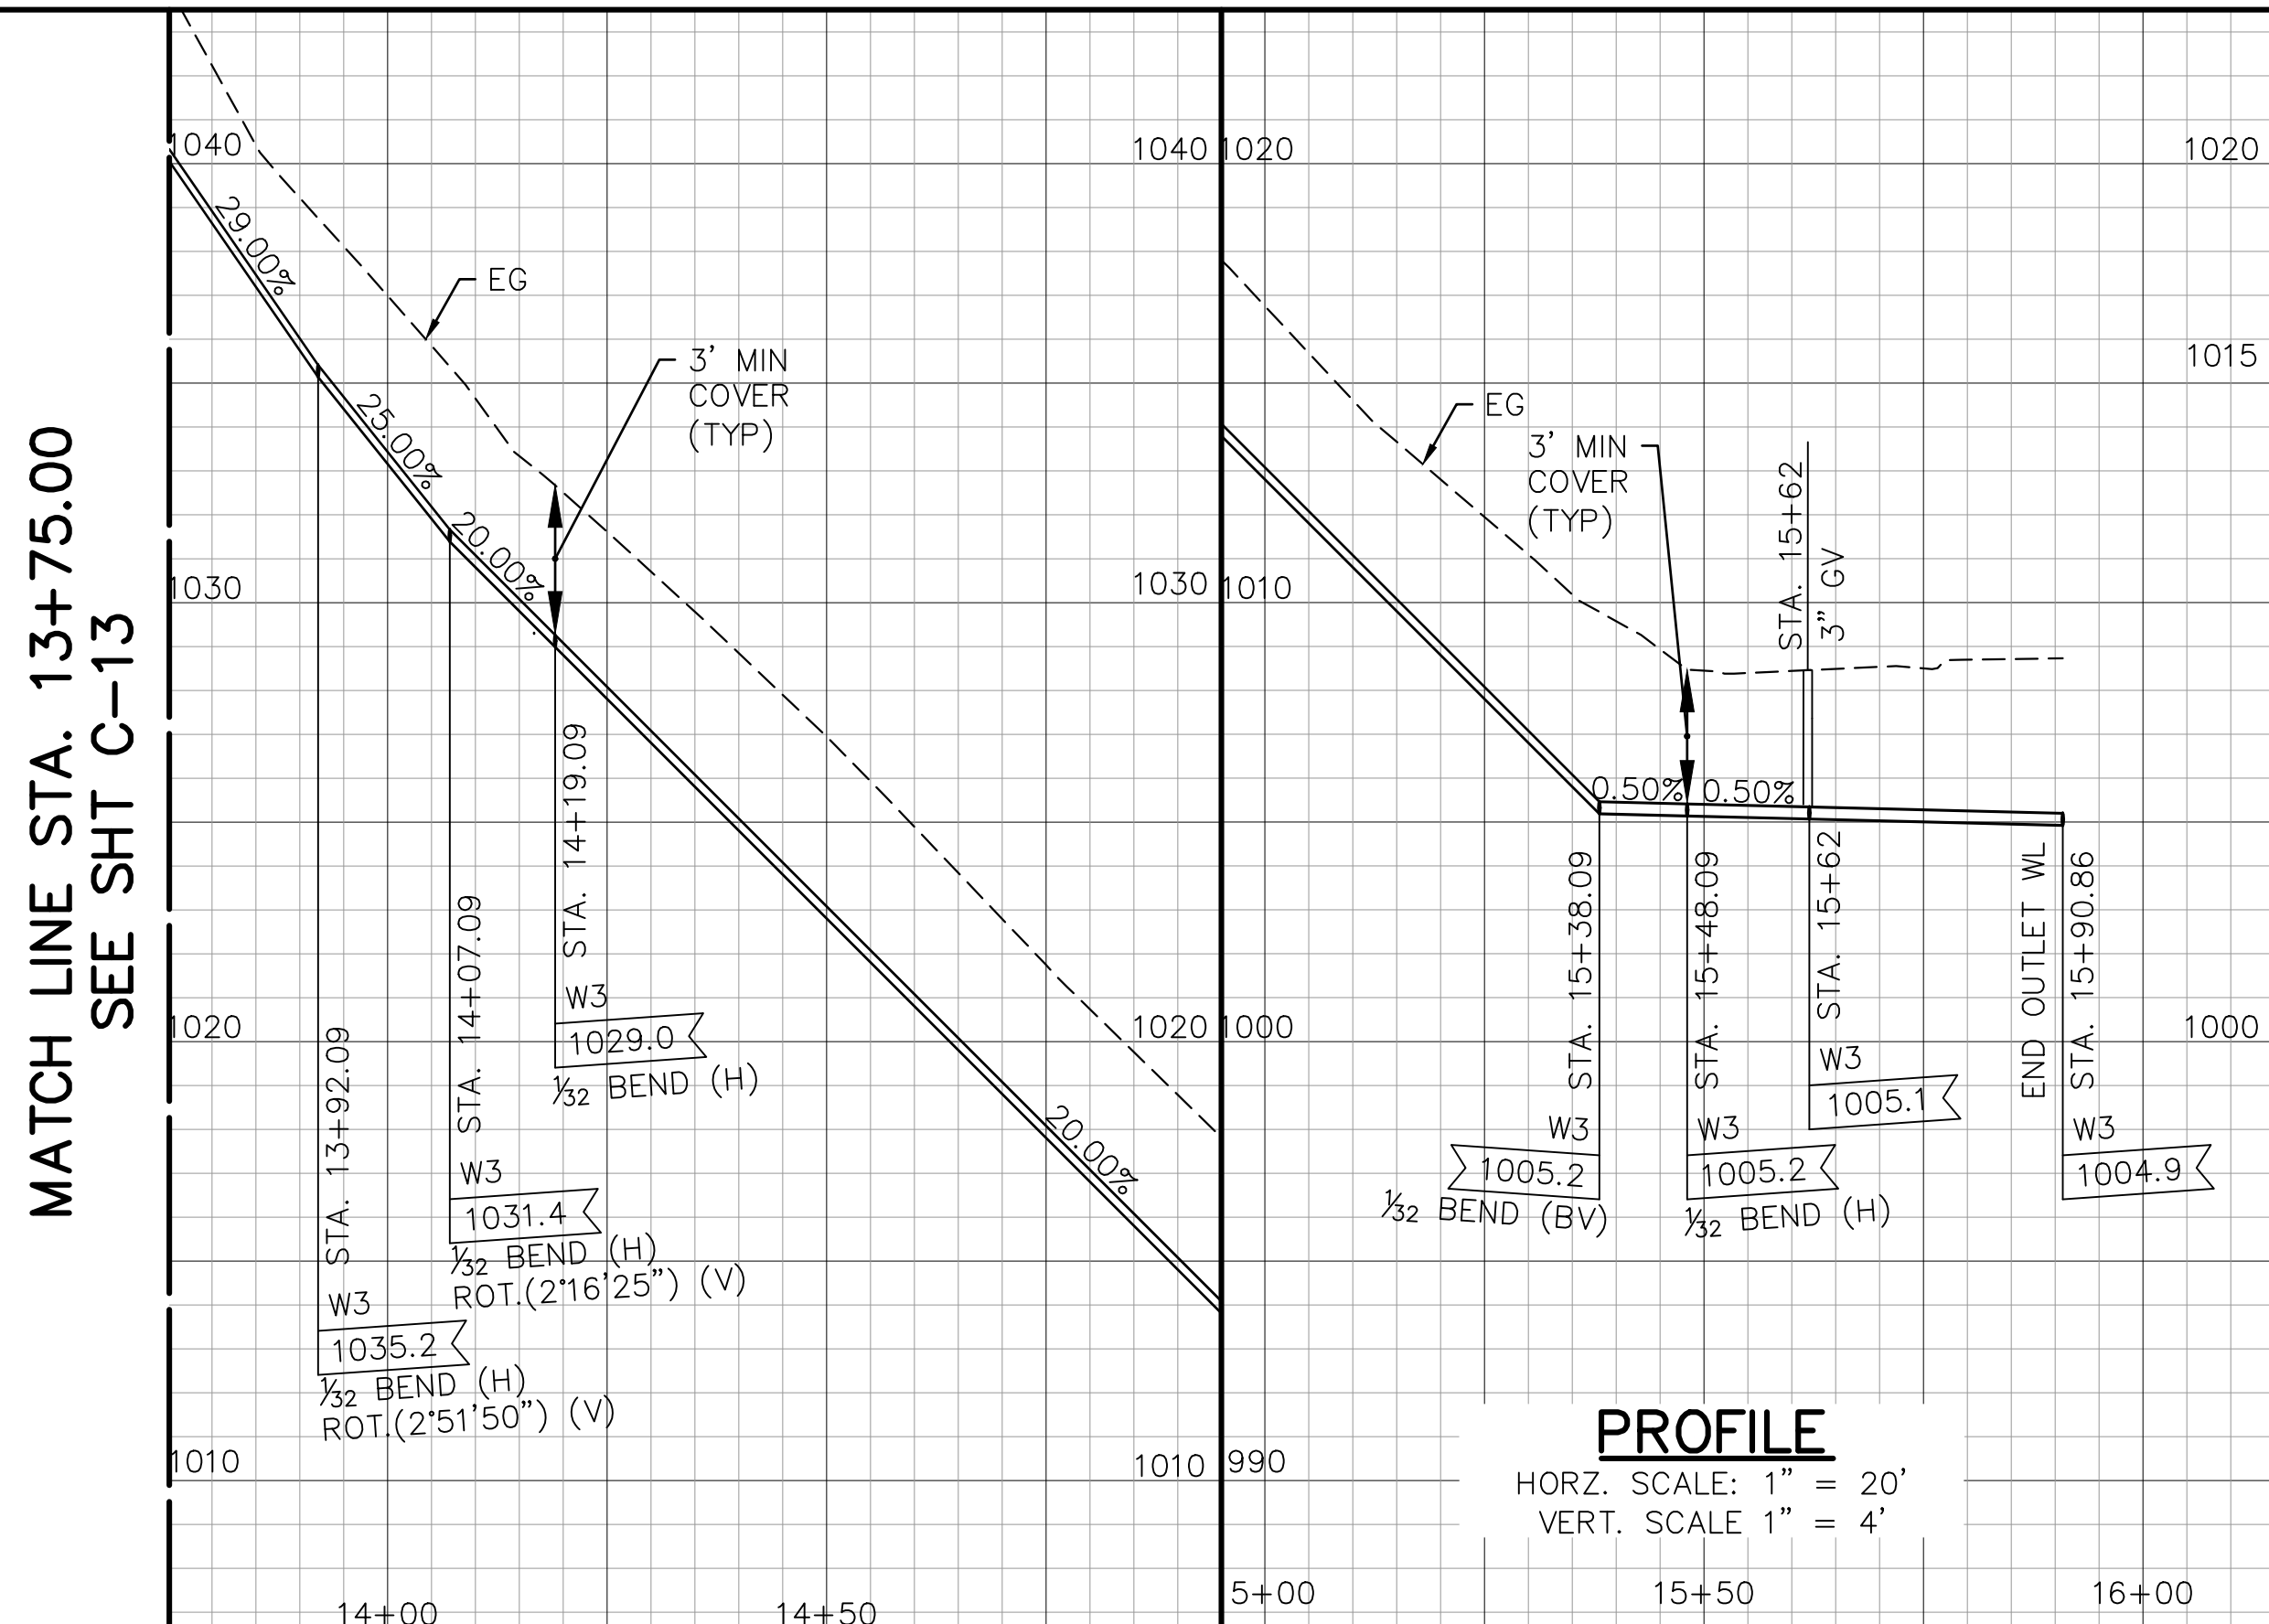 MATCH LINE STA. 13+75.00
SEE SHT C-13
1040
1030
1020
1010
29.00%
25.00%
20.00%
EG
3' MIN
COVER
(TYP)
STA. 13+92.09
W3
1035.2
1/32 BEND (H)
ROT.(2°51'50") (V)
STA. 14+07.09
W3
1031.4
1/32 BEND (H)
ROT.(2°16'25") (V)
STA. 14+19.09
W3
1029.0
1/32 BEND (H)
20.00%
1040
1030
1020
1010
14+00
14+50
1020
1010
1000
990
EG
3' MIN
COVER
(TYP)
STA. 15+62
3" GV
0.50%
0.50%
STA. 15+38.09
W3
1005.2
1/32 BEND (BV)
STA. 15+48.09
W3
1005.2
1/32 BEND (H)
STA. 15+62
W3
1005.1
END OUTLET WL
STA. 15+90.86
W3
1004.9
1020
1015
1000
PROFILE
HORZ. SCALE: 1" = 20'
VERT. SCALE 1" = 4'
5+00
15+50
16+00